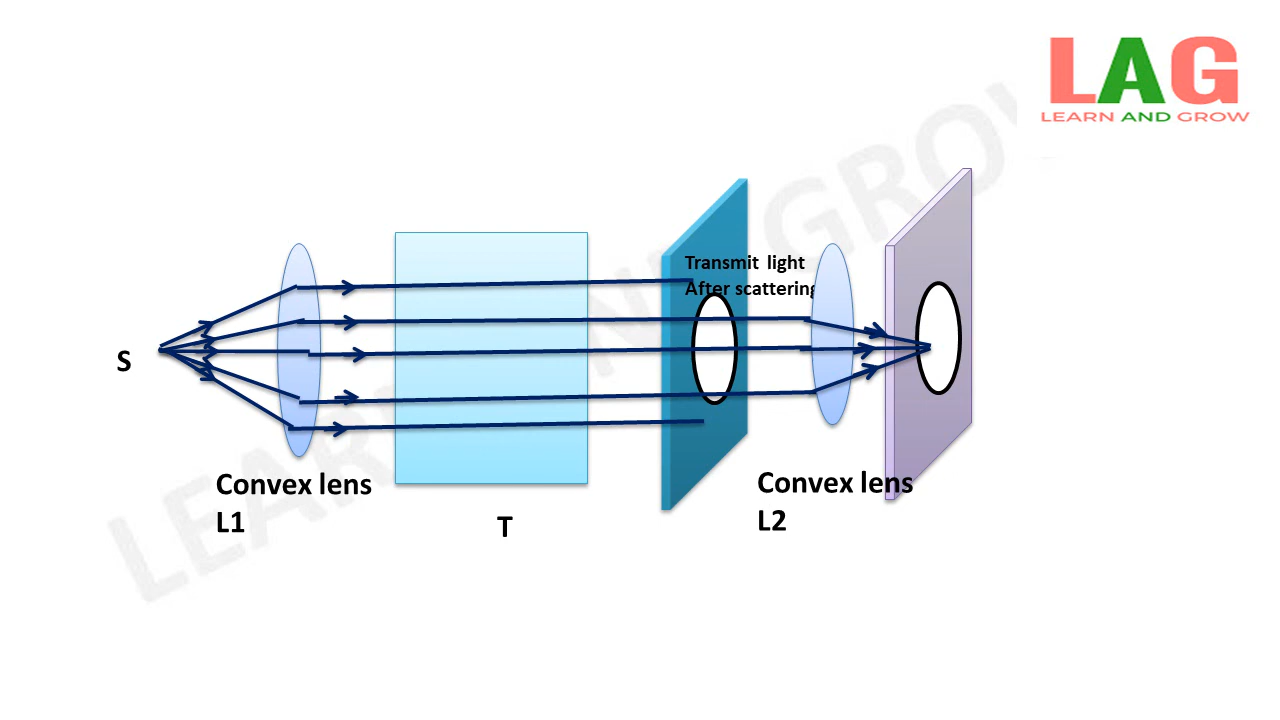 LAG
LEARN AND GROW
Transmit light
After scattering
S
Convex lens
L1
T
Convex lens
L2